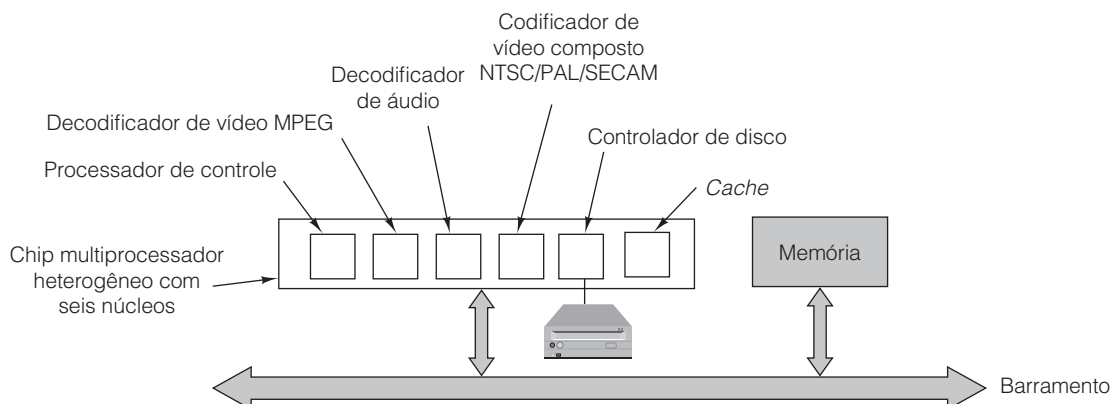 Codificador de
vídeo composto
NTSC/PAL/SECAM
Decodificador
de áudio
Decodificador de vídeo MPEG
Controlador de disco
Processador de controle
Cache
Chip multiprocessador
heterogêneo com
seis núcleos
Memória
Barramento